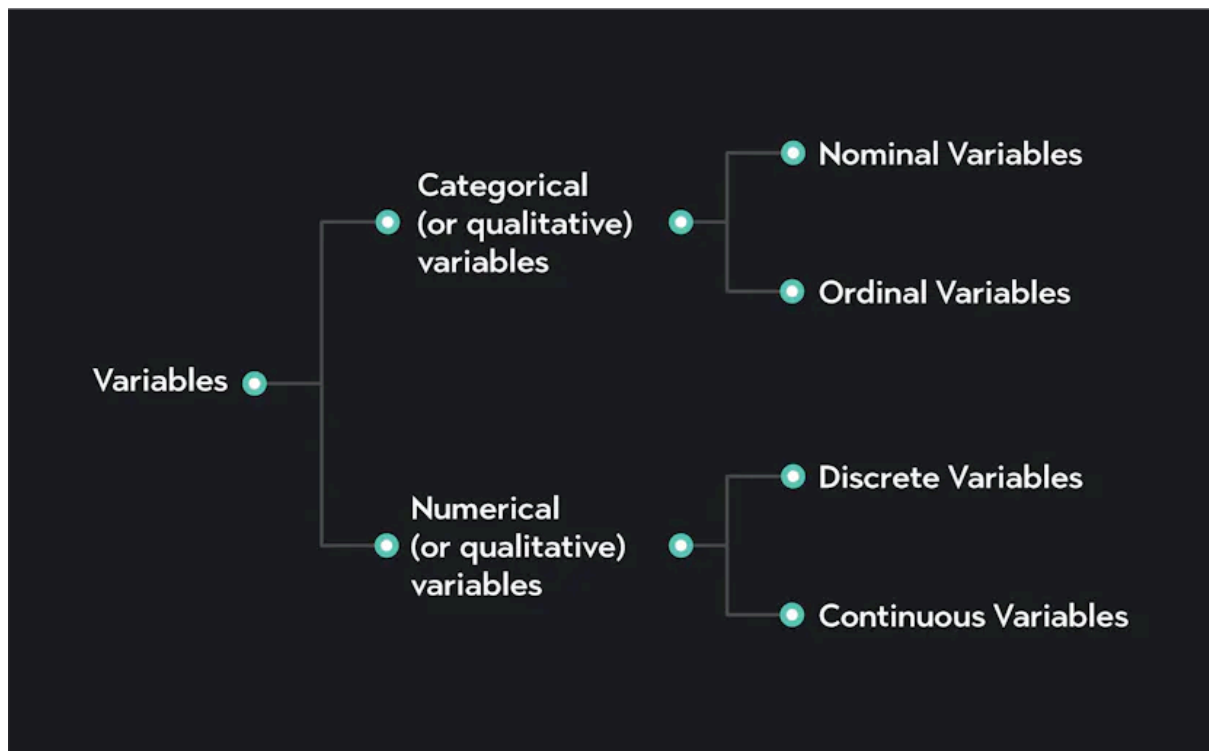 Variables
Categorical
(or qualitative)
variables
Nominal Variables
Ordinal Variables
Numerical
(or qualitative)
variables
Discrete Variables
Continuous Variables